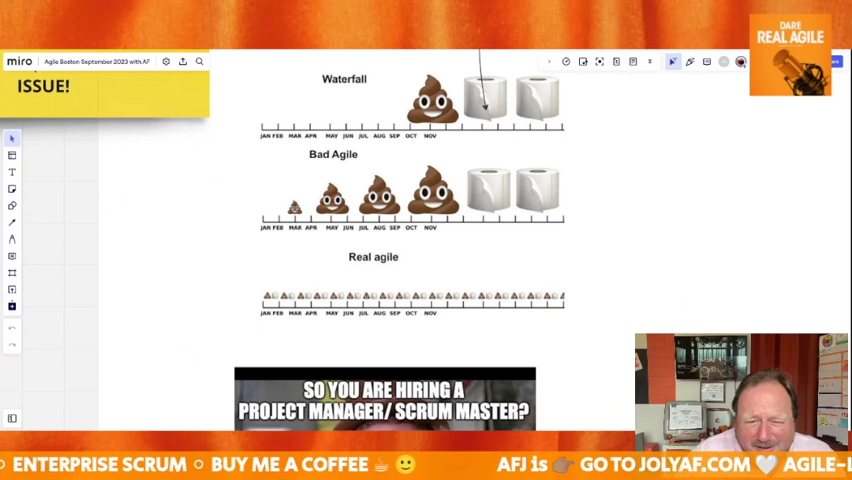 DARE
REAL AGILE
miro
Agile Boston September 2023 with AF
ISSUE!
Waterfall
JAN FEB MAR APR MAY JUN JUL AUG SEP OCT NOV
Bad Agile
JAN FEB MAR APR MAY JUN JUL AUG SEP OCT NOV
Real agile
JAN FEB MAR APR MAY JUN JUL AUG SEP OCT NOV
SO YOU ARE HIRING A
PROJECT MANAGER/ SCRUM MASTER?
ENTERPRISE SCRUM BUY ME A COFFEE ☕ 🙂 AFJ is 👉🏽 GO TO JOLYAF.COM 🤍 AGILE-L